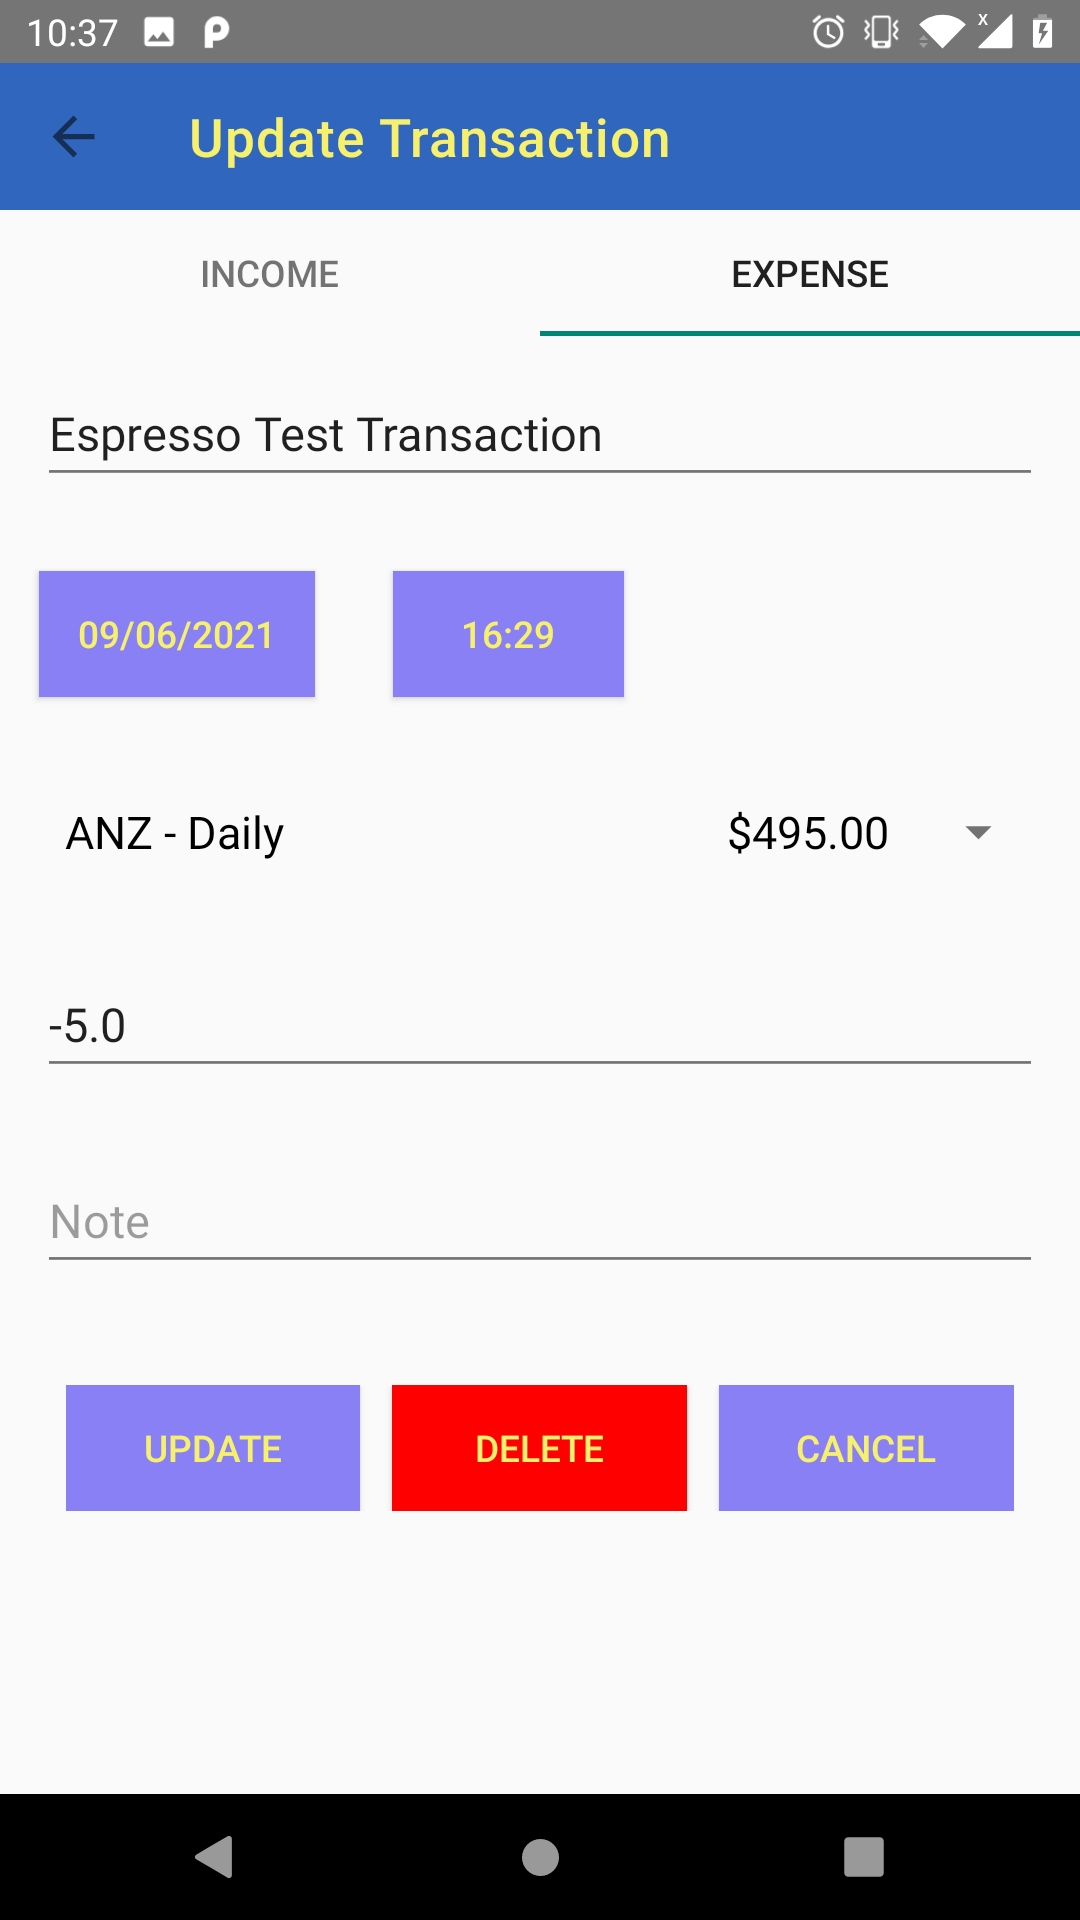 10:37
Update Transaction
INCOME EXPENSE
Espresso Test Transaction
09/06/2021 16:29
ANZ - Daily $495.00
-5.0
Note
UPDATE DELETE CANCEL